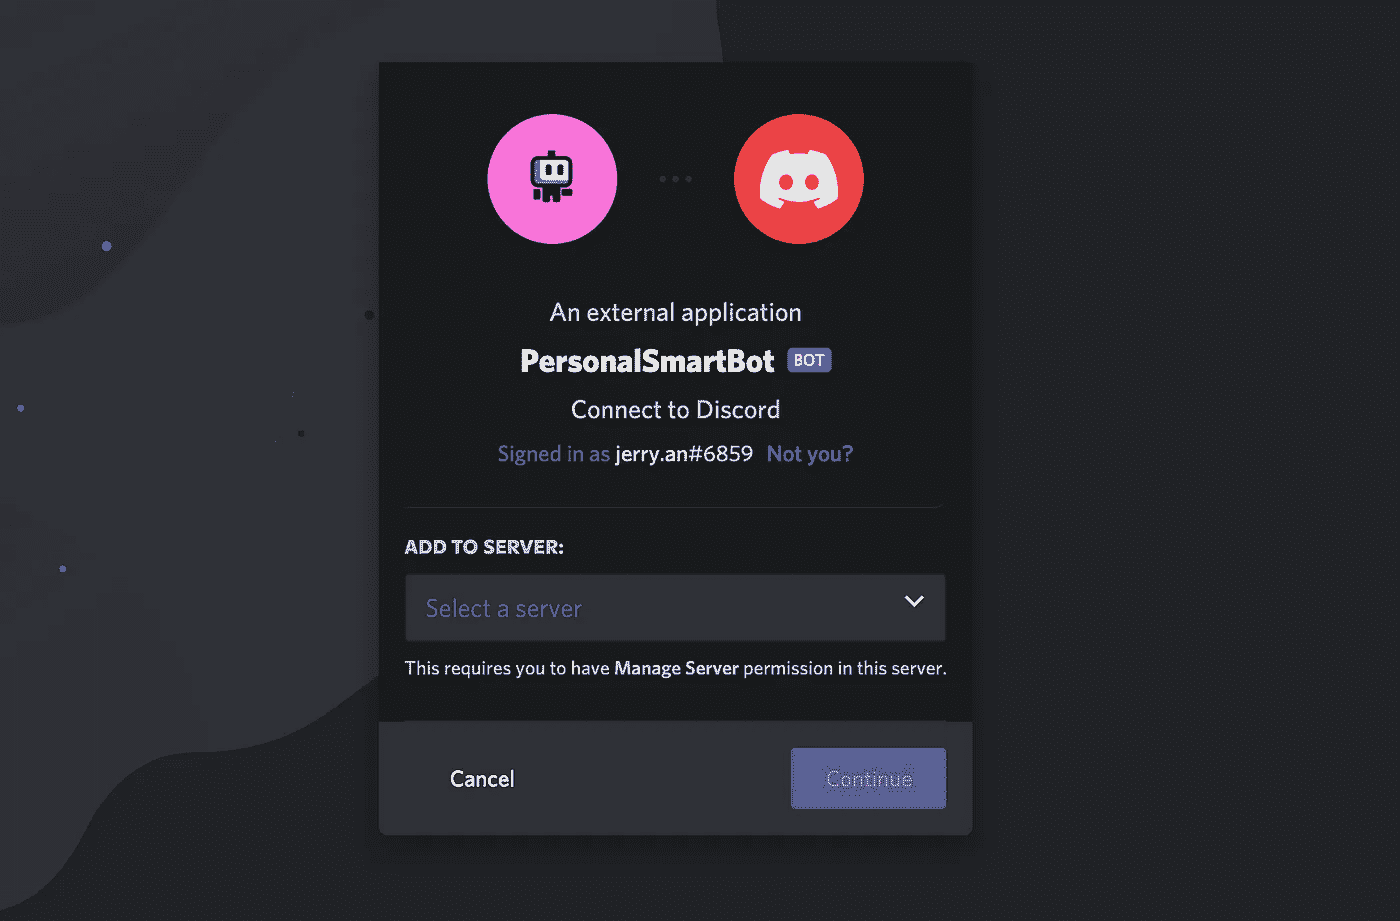 An external application
PersonalSmartBot BOT
Connect to Discord
Signed in as jerry.an#6859 Not you?
ADD TO SERVER:
Select a server
This requires you to have Manage Server permission in this server.
Cancel Continue